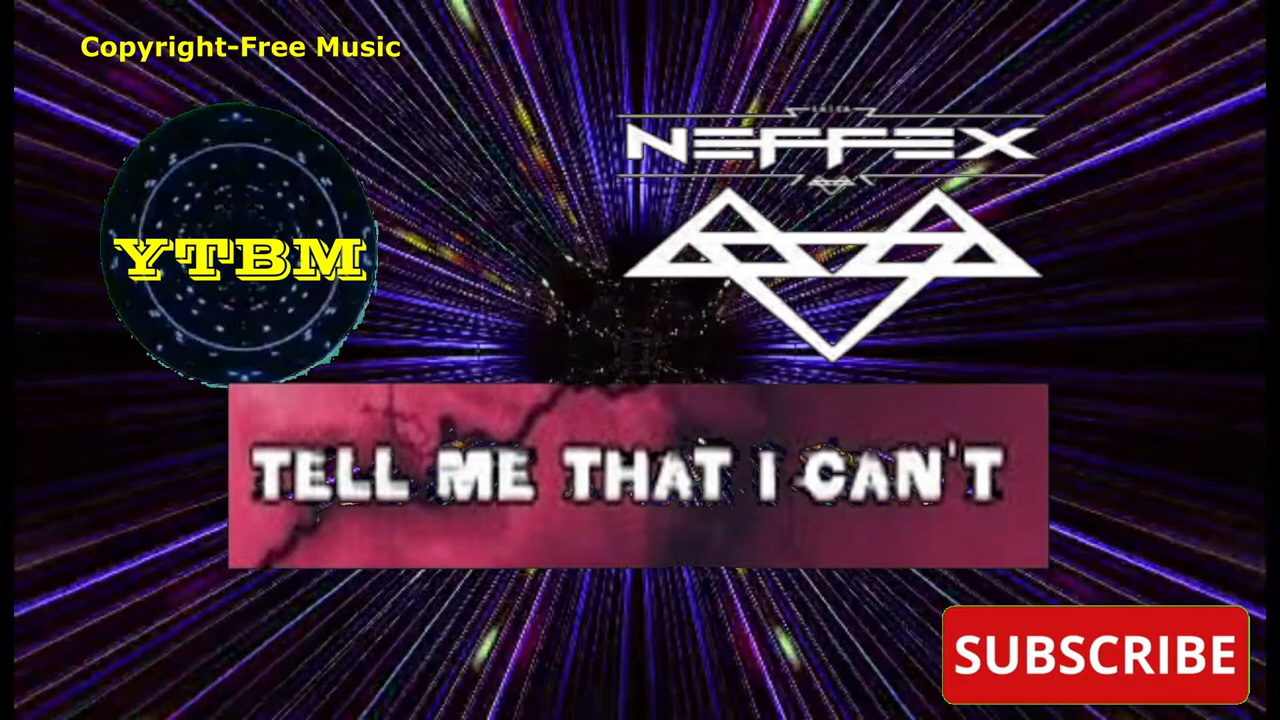 Copyright-Free Music
NEFFEX
YTBM
TELL ME THAT I CAN'T
SUBSCRIBE